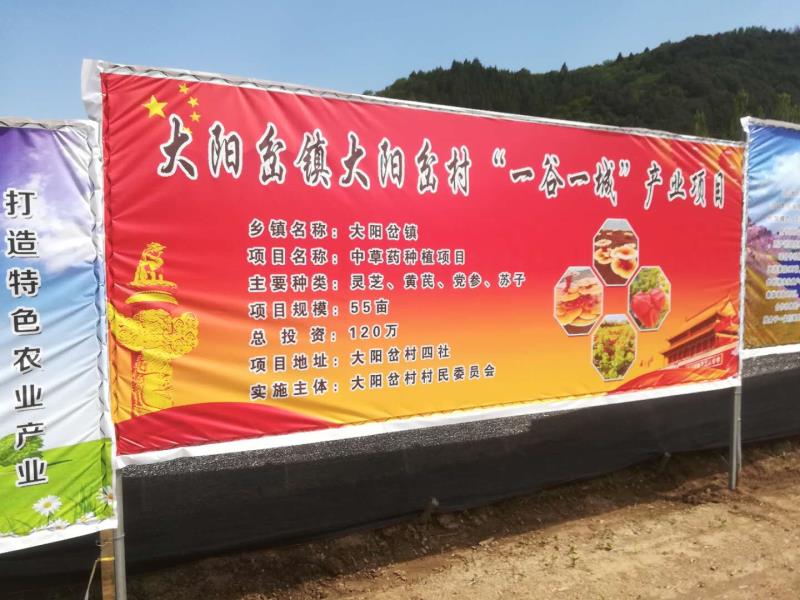 大阳岔镇大阳岔村“一谷一城”产业项目
乡镇名称：大阳岔镇
项目名称：中草药种植项目
主要种类：灵芝、黄芪、党参、苏子
项目规模：55亩
总投资：120万
项目地址：大阳岔村四社
实施主体：大阳岔村村民委员会
打造特色农业产业